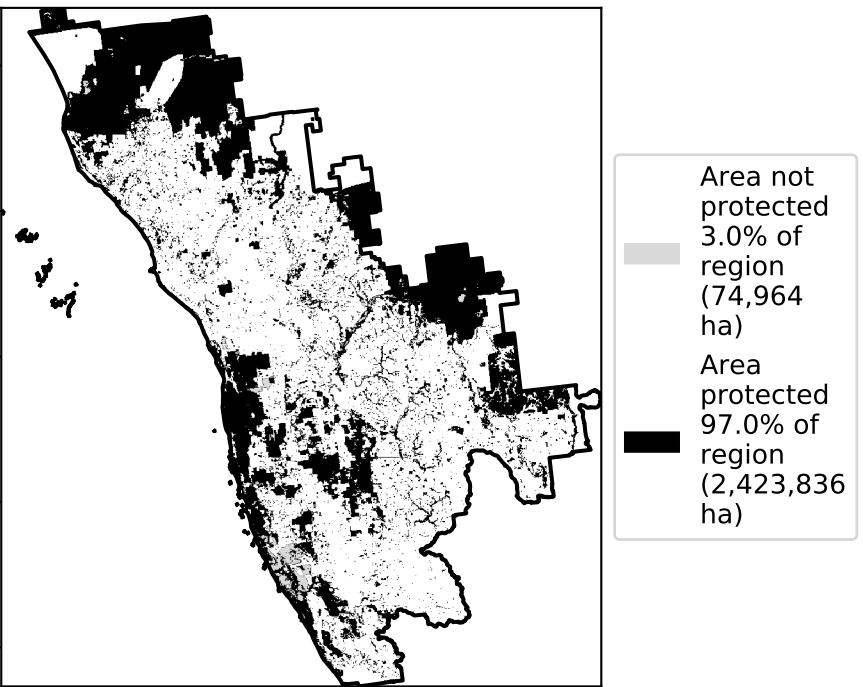 Area not
protected
3.0% of
region
(74,964
ha)
Area
protected
97.0% of
region
(2,423,836
ha)